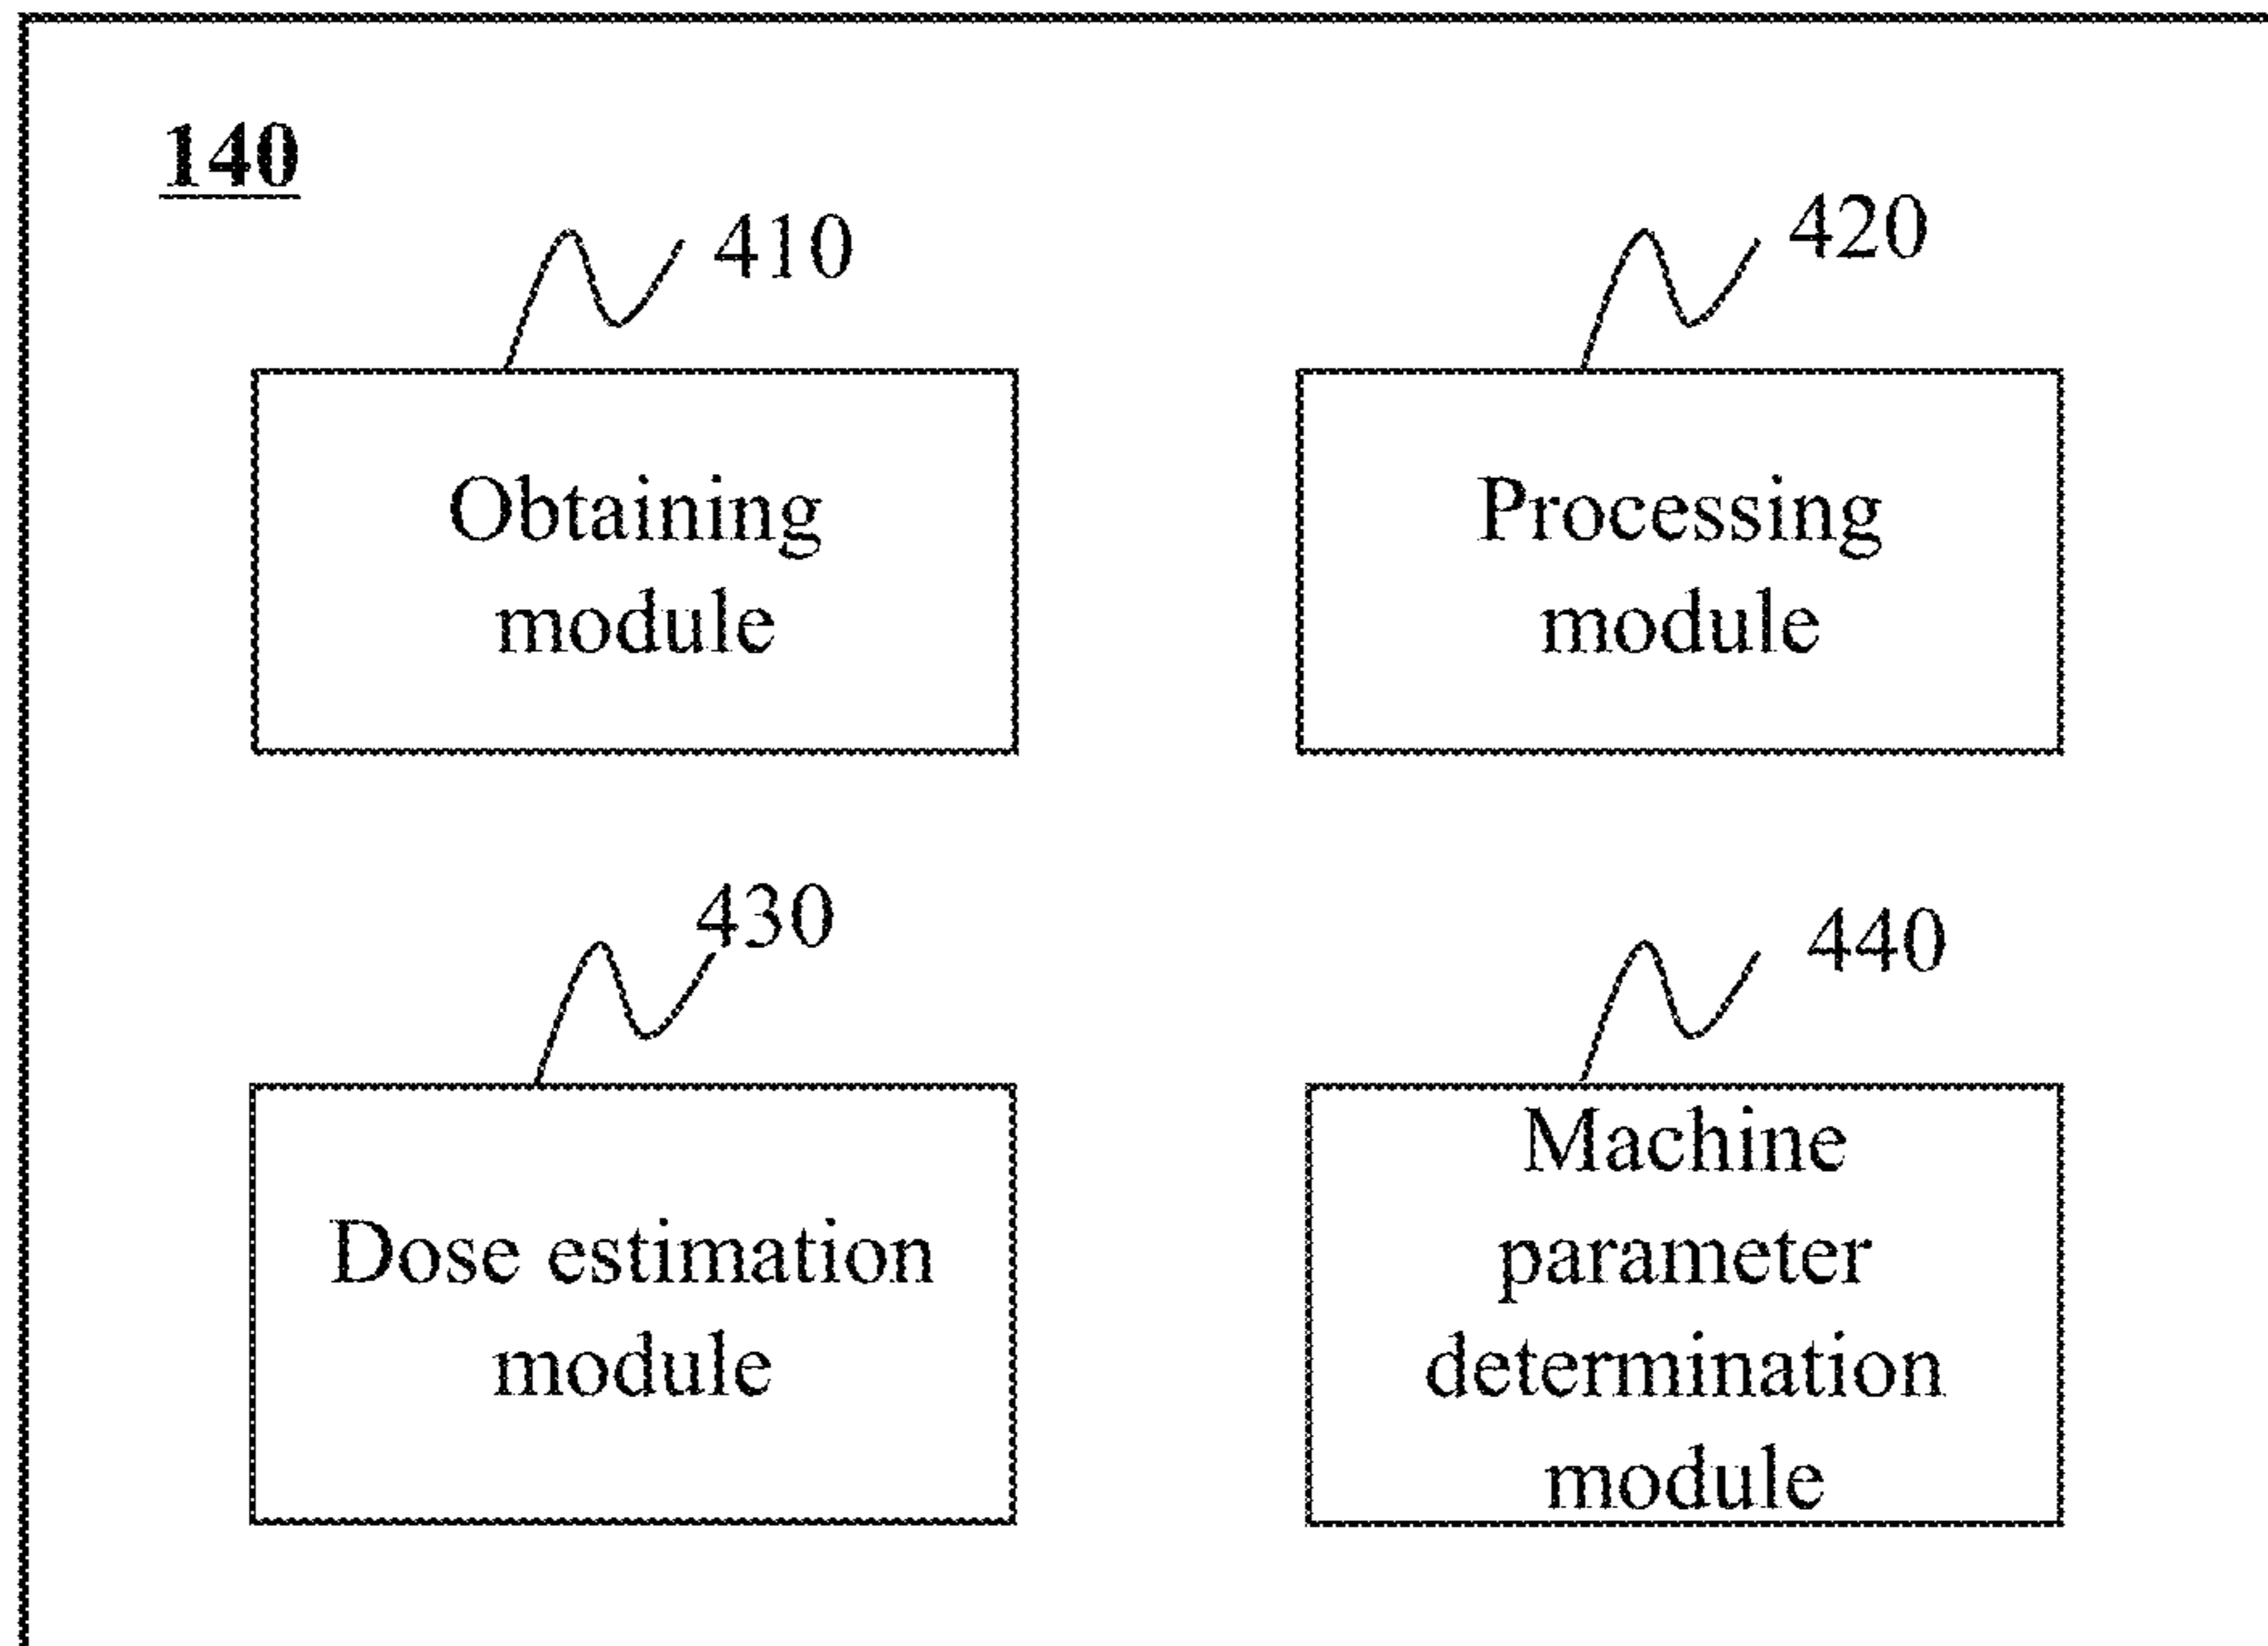 140
410
420
Obtaining
module
Processing
module
430
440
Dose estimation
module
Machine
parameter
determination
module